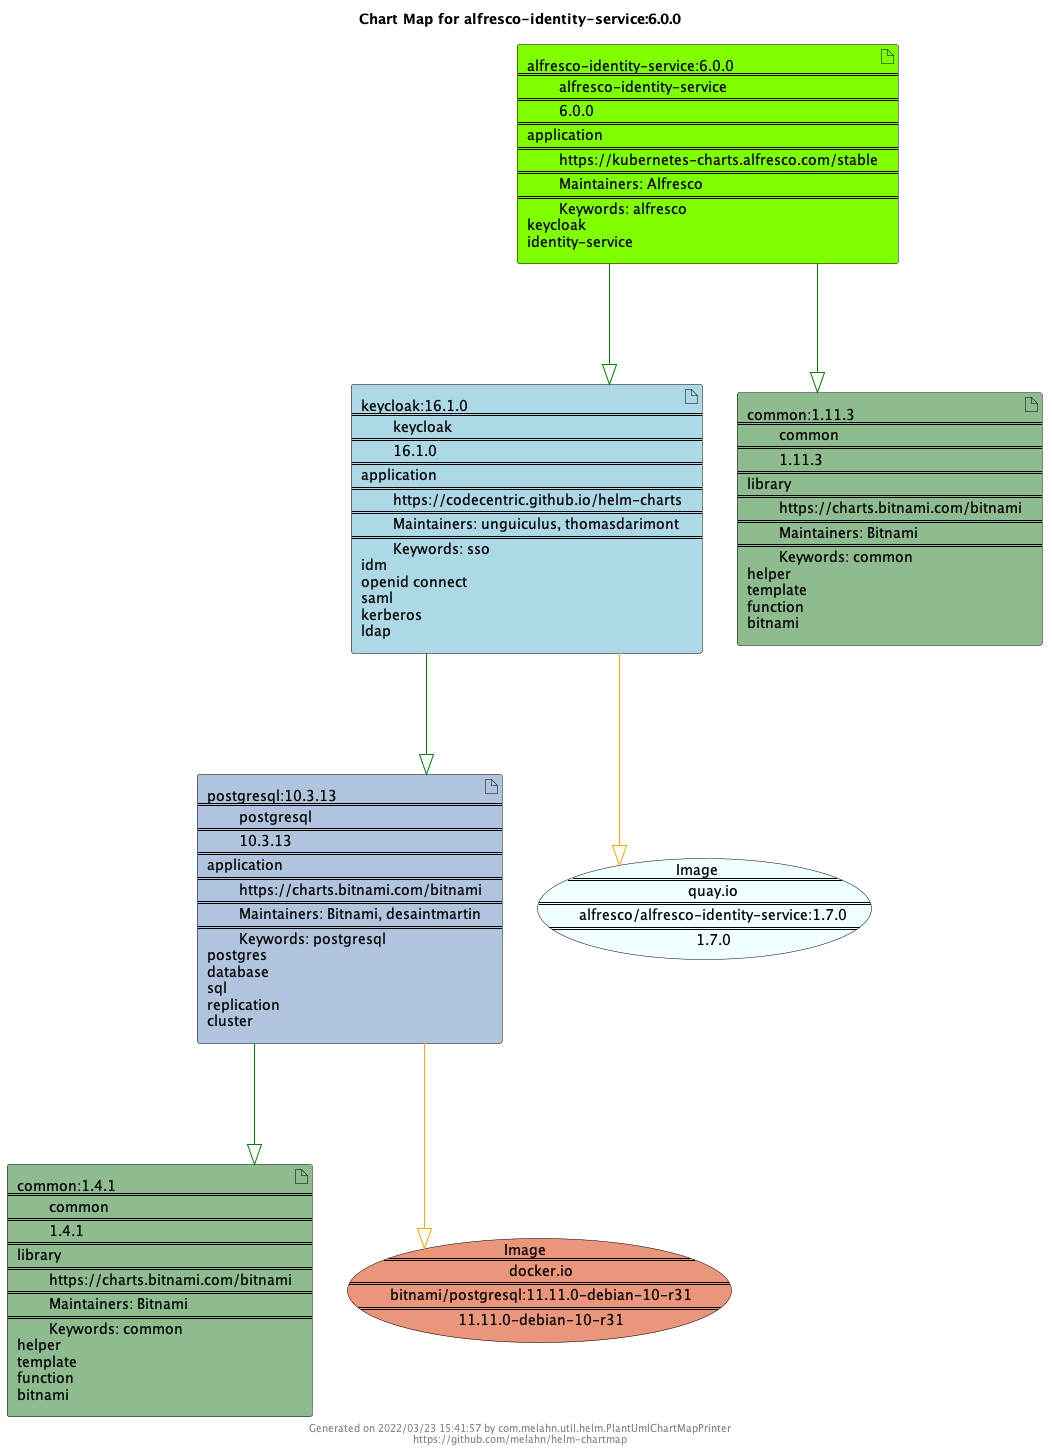 Chart Map for alfresco-identity-service:6.0.0
alfresco-identity-service:6.0.0
alfresco-identity-service
6.0.0
application
https://kubernetes-charts.alfresco.com/stable
Maintainers: Alfresco
Keywords: alfresco
keycloak
identity-service
keycloak:16.1.0
keycloak
16.1.0
application
https://codecentric.github.io/helm-charts
Maintainers: unguiculus, thomasdarimont
Keywords: sso
idm
openid connect
saml
kerberos
ldap
common:1.11.3
common
1.11.3
library
https://charts.bitnami.com/bitnami
Maintainers: Bitnami
Keywords: common
helper
template
function
bitnami
postgresql:10.3.13
postgresql
10.3.13
application
https://charts.bitnami.com/bitnami
Maintainers: Bitnami, desaintmartin
Keywords: postgresql
postgres
database
sql
replication
cluster
Image
quay.io
alfresco/alfresco-identity-service:1.7.0
1.7.0
common:1.4.1
common
1.4.1
library
https://charts.bitnami.com/bitnami
Maintainers: Bitnami
Keywords: common
helper
template
function
bitnami
Image
docker.io
bitnami/postgresql:11.11.0-debian-10-r31
11.11.0-debian-10-r31
Generated on 2022/03/23 15:41:57 by com.melahn.util.helm.PlantUmlChartMapPrinter
https://github.com/melahn/helm-chartmap